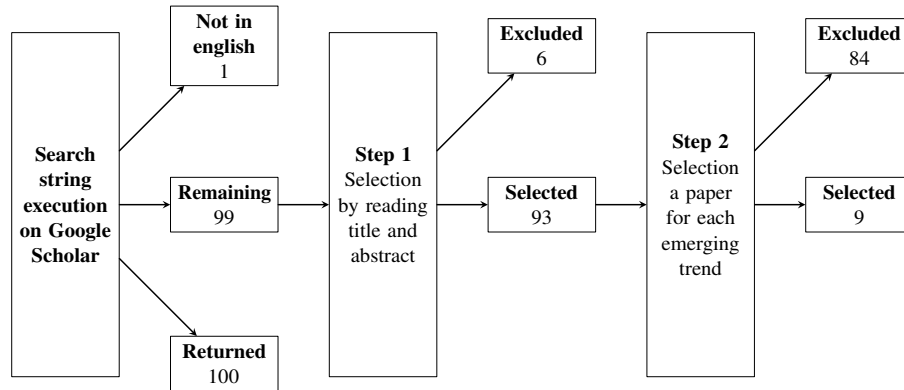 Search
string
execution
on Google
Scholar
Not in
english
1
Remaining
99
Returned
100
Step 1
Selection
by reading
title and
abstract
Excluded
6
Selected
93
Step 2
Selection
a paper
for each
emerging
trend
Excluded
84
Selected
9